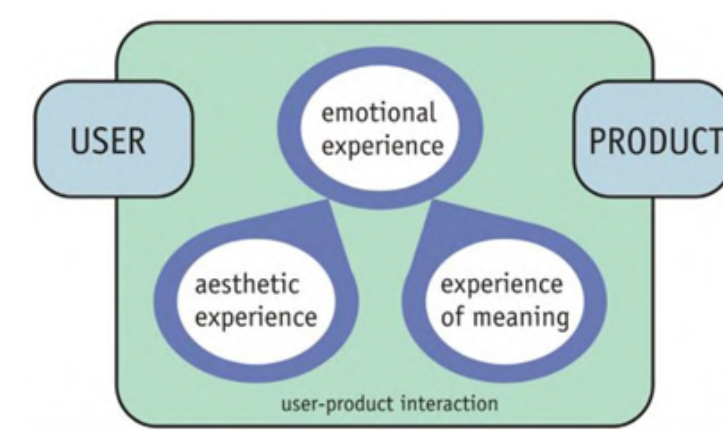 emotional
experience
USER
PRODUCT
aesthetic
experience
experience
of meaning
user-product interaction